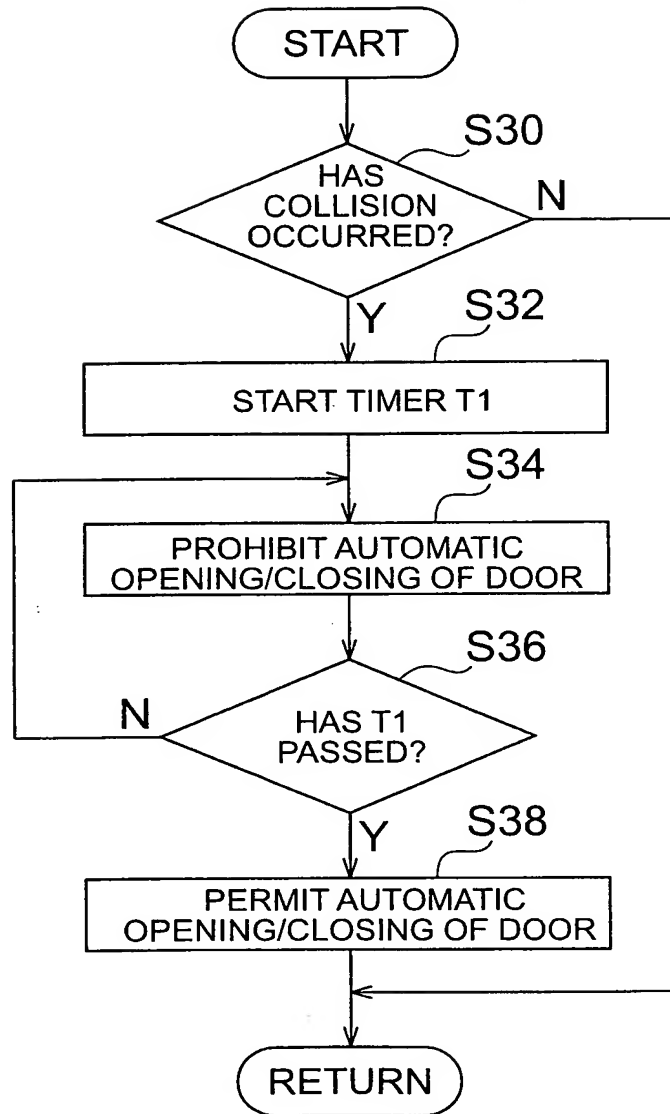 START
S30
HAS
COLLISION
OCCURRED?
N
Y
S32
START TIMER T1
S34
PROHIBIT AUTOMATIC
OPENING/CLOSING OF DOOR
S36
N
HAS T1
PASSED?
Y
S38
PERMIT AUTOMATIC
OPENING/CLOSING OF DOOR
RETURN